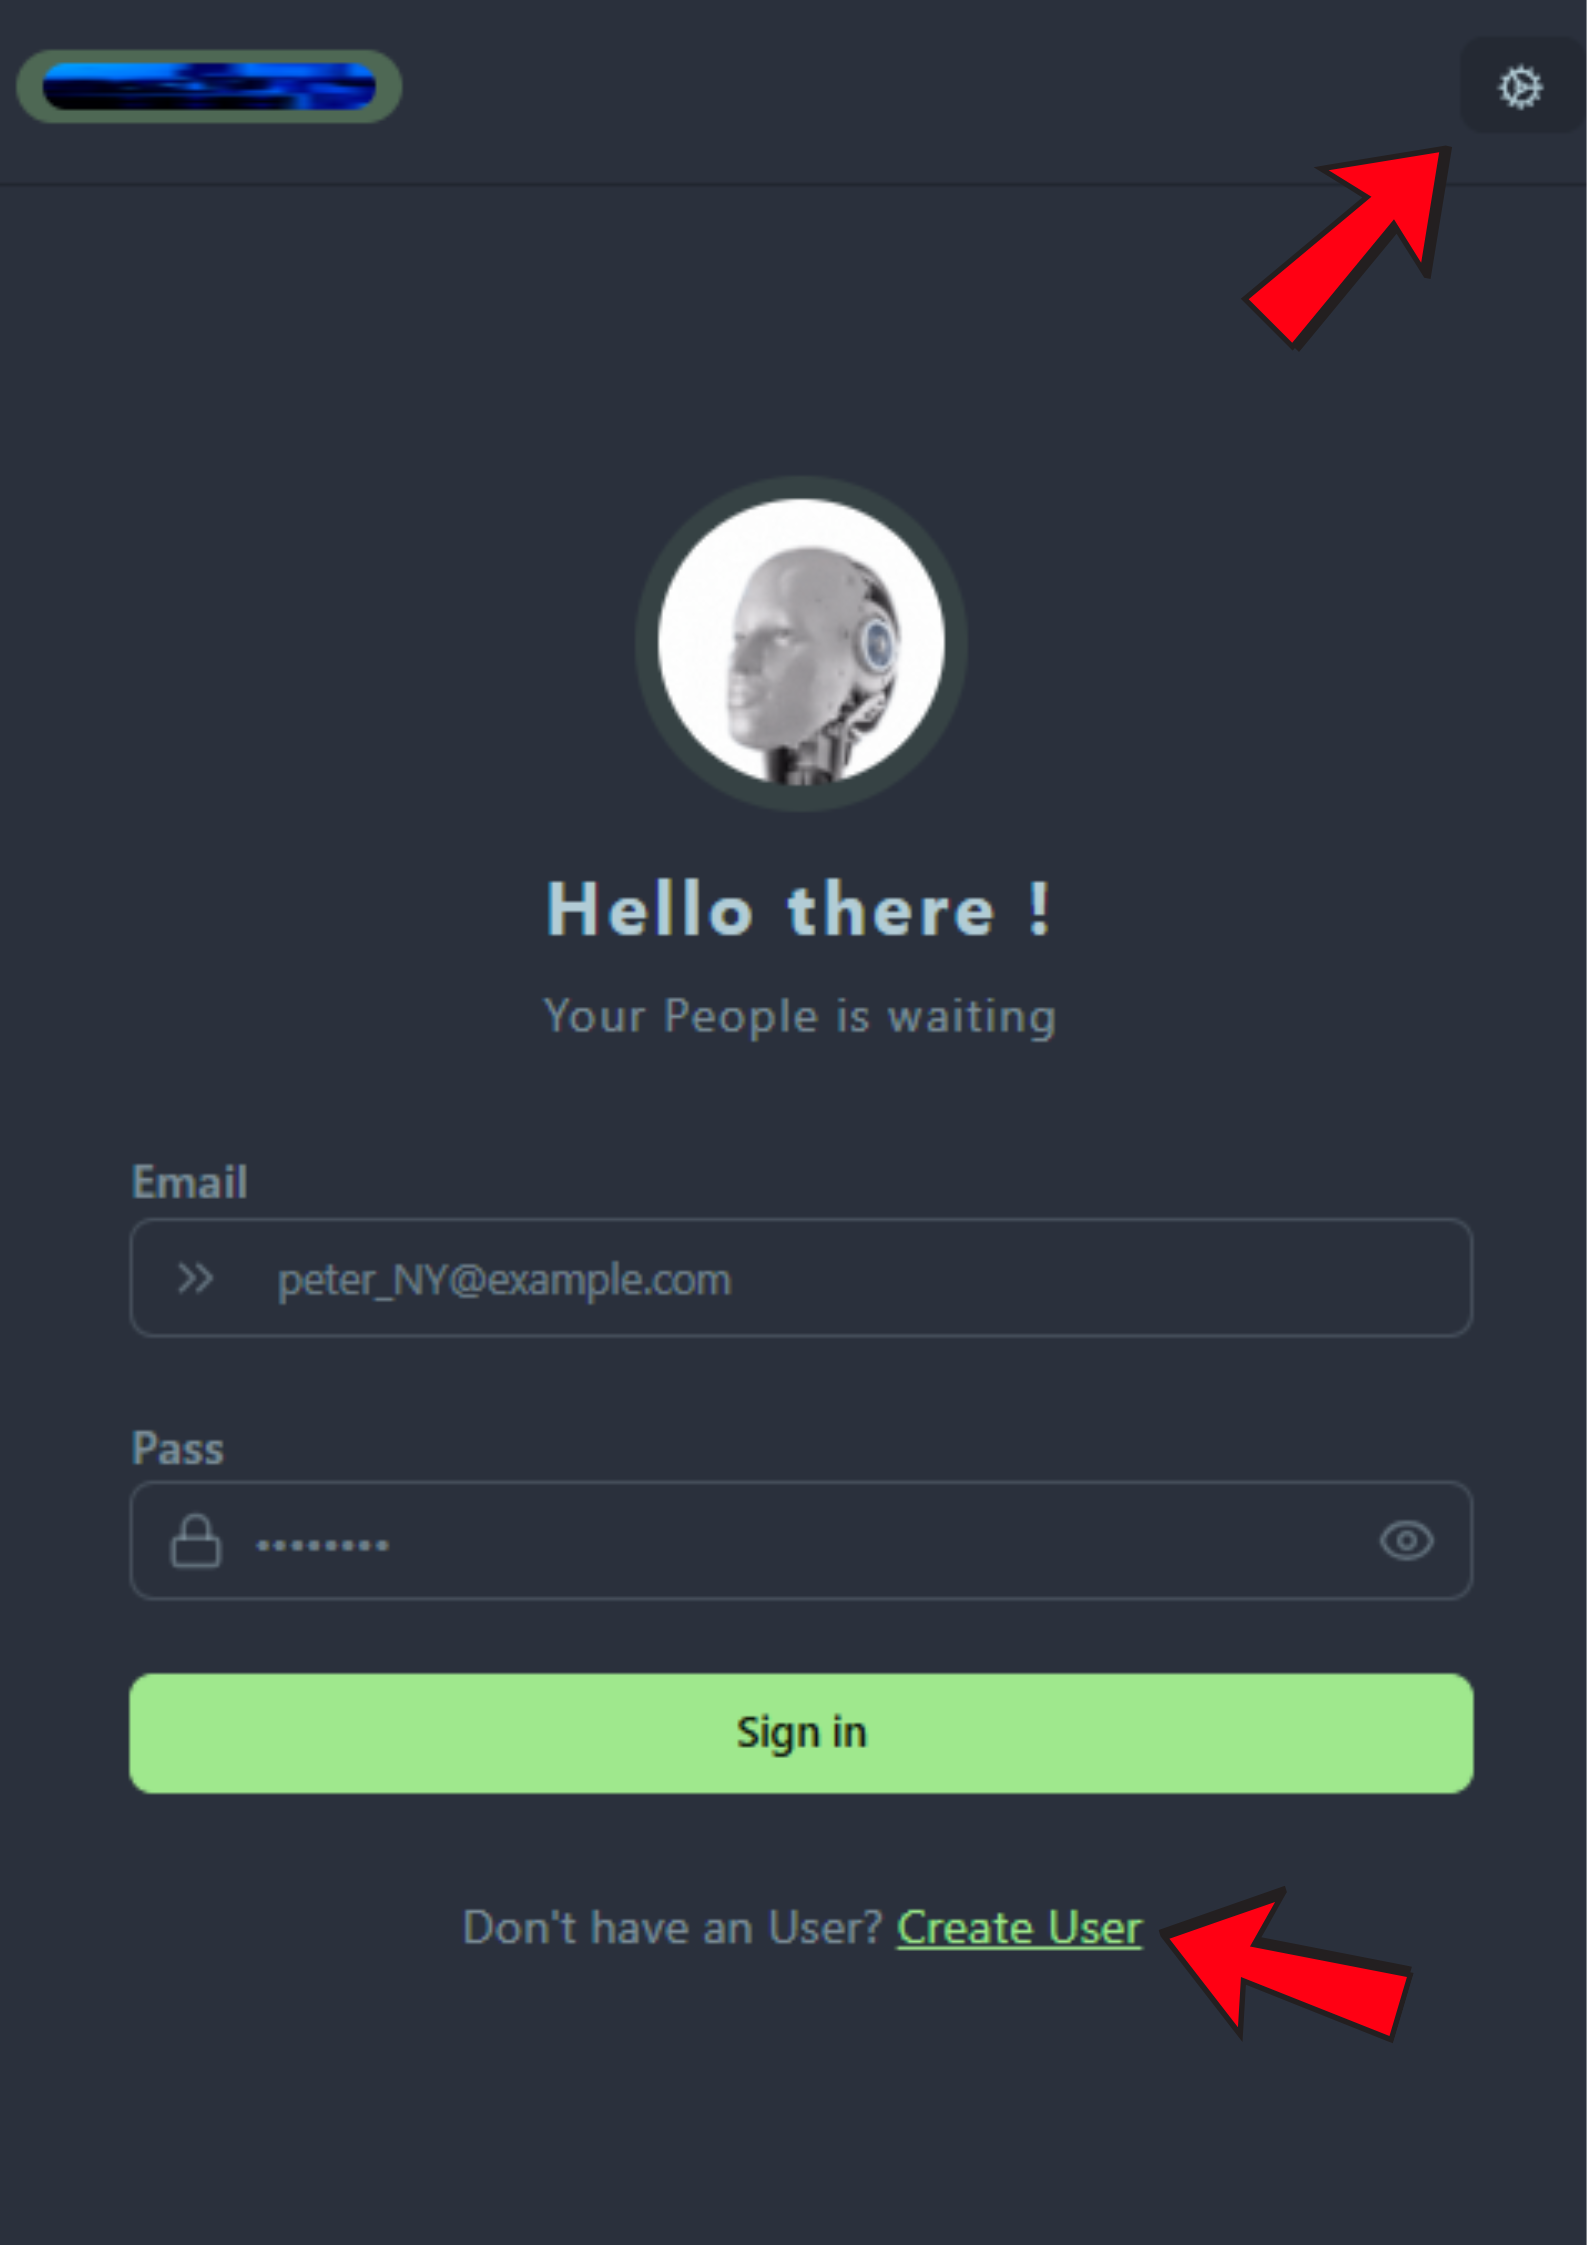 Hello there !
Your People is waiting
Email
peter_NY@example.com
Pass
Sign in
Don't have an User? Create User